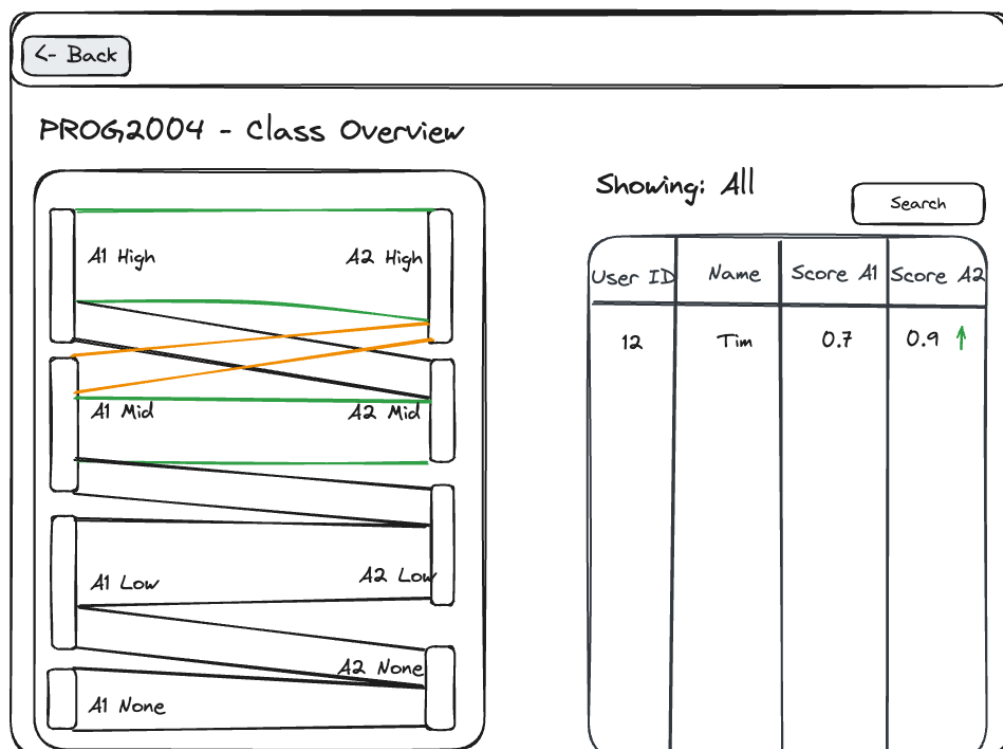 <- Back
PROG2004 - Class Overview
A1 High
A2 High
A1 Mid
A2 Mid
A1 Low
A2 Low
A1 None
A2 None
Showing: All
Search
User ID Name Score A1 Score A2
12 Tim 0.7 0.9 ↑